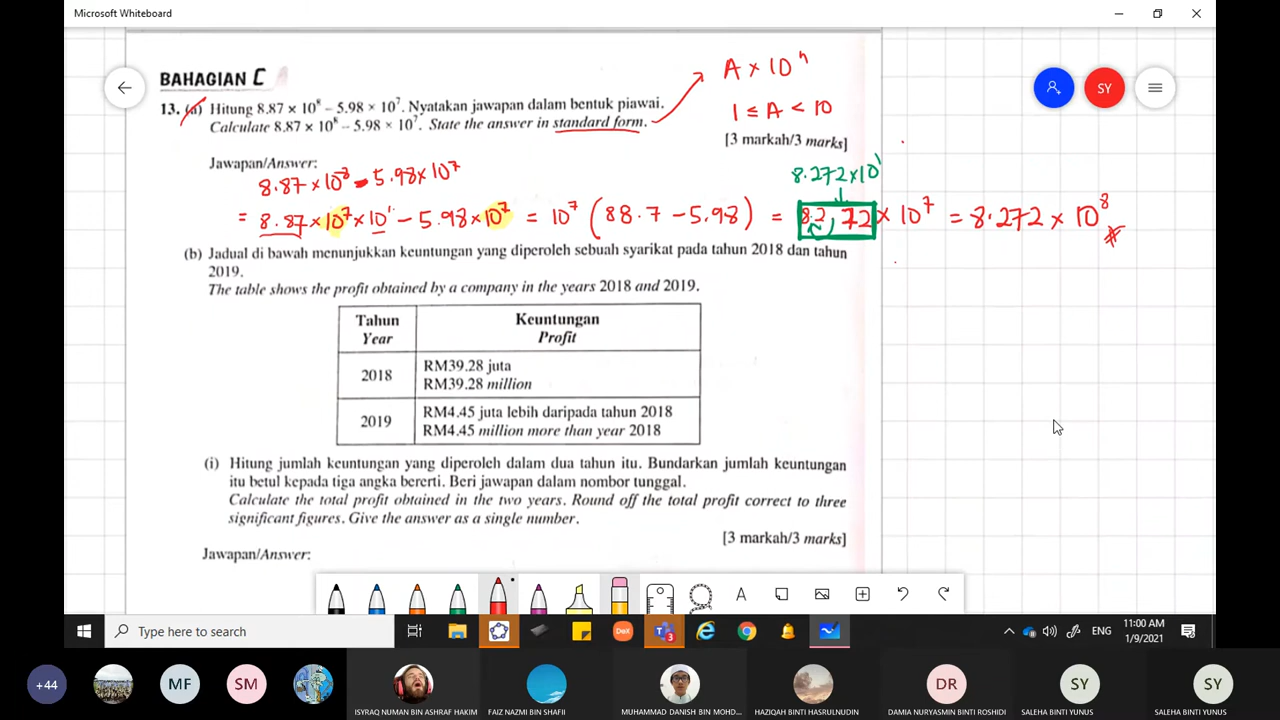 Microsoft Whiteboard
BAHAGIAN C
A × 10ⁿ
13. (a) Hitung 8.87 × 10⁸ – 5.98 × 10⁷. Nyatakan jawapan dalam bentuk piawai.
1 ≤ A < 10
Calculate 8.87 × 10⁸ – 5.98 × 10⁷. State the answer in standard form.
[3 markah/3 marks]
Jawapan/Answer:
8.87 × 10⁸ - 5.98 × 10⁷
8.272 × 10¹
= 8.87 × 10⁷ × 10¹ – 5.98 × 10⁷ = 10⁷ (88.7 – 5.98) = 8.2,72 × 10⁷ = 8.272 × 10⁸
(b) Jadual di bawah menunjukkan keuntungan yang diperoleh sebuah syarikat pada tahun 2018 dan tahun
2019.
The table shows the profit obtained by a company in the years 2018 and 2019.
Tahun Keuntungan
Year Profit
2018 RM39.28 juta
RM39.28 million
2019 RM4.45 juta lebih daripada tahun 2018
RM4.45 million more than year 2018
(i) Hitung jumlah keuntungan yang diperoleh dalam dua tahun itu. Bundarkan jumlah keuntungan
itu betul kepada tiga angka bererti. Beri jawapan dalam nombor tunggal.
Calculate the total profit obtained in the two years. Round off the total profit correct to three
significant figures. Give the answer as a single number.
[3 markah/3 marks]
Jawapan/Answer:
SY
A
Type here to search
DeX
3
ENG
11:00 AM
1/9/2021
+44
MF
SM
DR
SY
SY
ISYRAQ NUMAN BIN ASHRAF HAKIM
FAIZ NAZMI BIN SHAFII
MUHAMMAD DANISH BIN MOHD...
HAZIQAH BINTI HASRULNUDIN
DAMIA NURYASMIN BINTI ROSHIDI
SALEHA BINTI YUNUS
SALEHA BINTI YUNUS